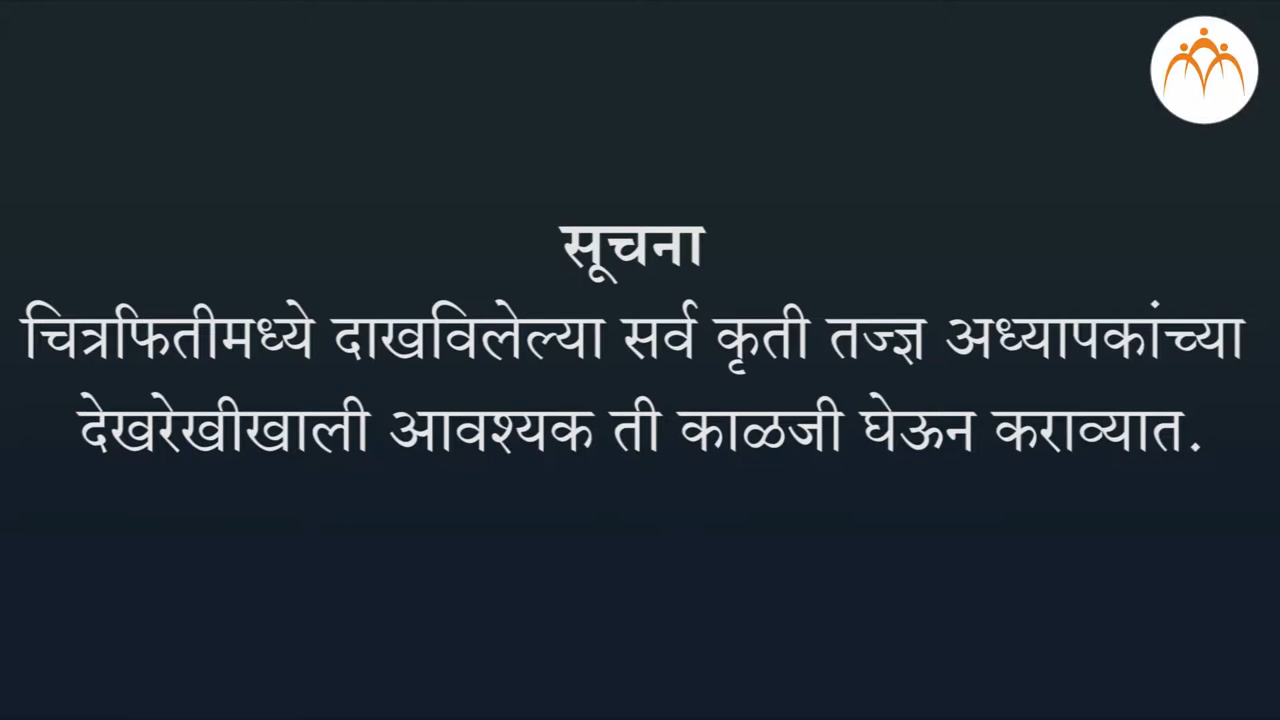 सूचना
चित्रफितीमध्ये दाखविलेल्या सर्व कृती तज्ज्ञ अध्यापकांच्या
देखरेखीखाली आवश्यक ती काळजी घेऊन कराव्यात.